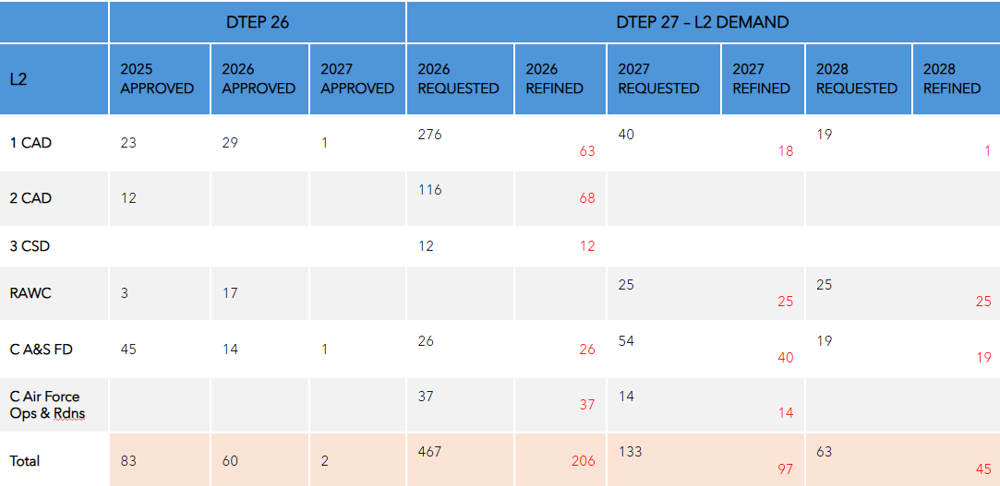 DTEP 26 DTEP 27 – L2 DEMAND
L2 2025 APPROVED 2026 APPROVED 2027 APPROVED 2026 REQUESTED 2026 REFINED 2027 REQUESTED 2027 REFINED 2028 REQUESTED 2028 REFINED
1 CAD 23 29 1 276 63 40 18 19 1
2 CAD 12 116 68
3 CSD 12 12
RAWC 3 17 25 25 25 25
C A&S FD 45 14 1 26 26 54 40 19 19
C Air Force Ops & Rdns 37 37 14 14
Total 83 60 2 467 206 133 97 63 45